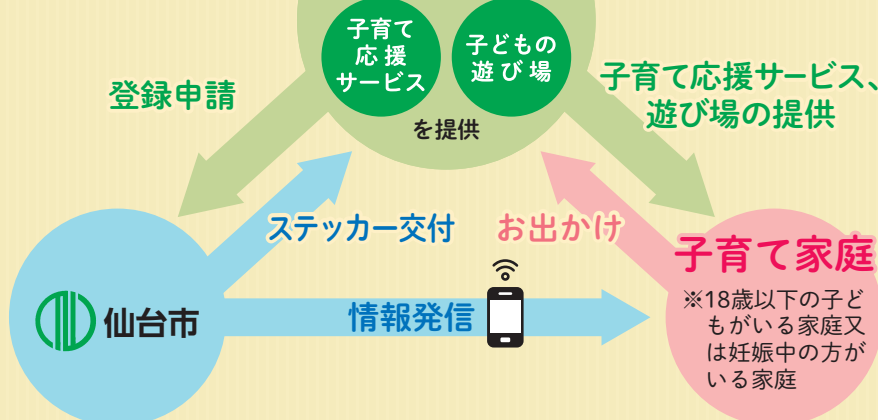 子育て
応援
サービス
子どもの
遊び場
を提供
登録申請
子育て応援サービス、
遊び場の提供
ステッカー交付
お出かけ
子育て家庭
※18歳以下の子ど
もがいる家庭又
は妊娠中の方が
いる家庭
仙台市
情報発信